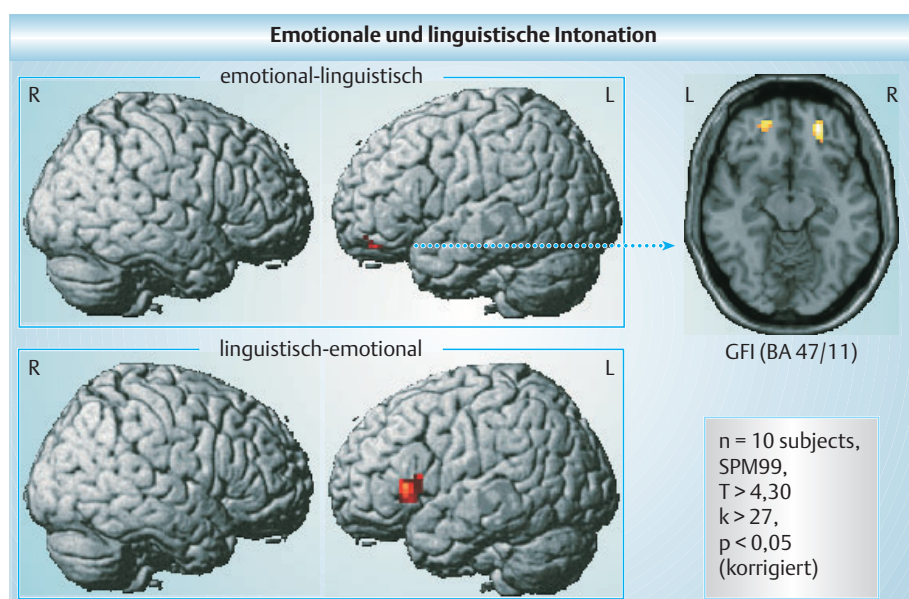 Emotionale und linguistische Intonation
emotional-linguistisch
R
L
L
R
GFI (BA 47/11)
linguistisch-emotional
R
L
n = 10 subjects,
SPM99,
T > 4,30
k > 27,
p < 0,05
(korrigiert)